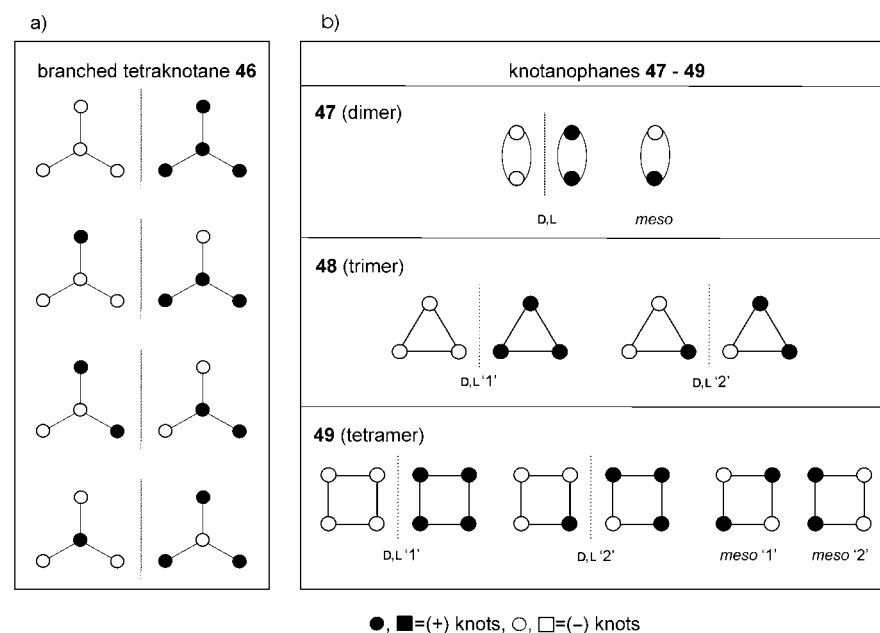 a)
branched tetraknotane 46
b)
knotanophanes 47 - 49
47 (dimer)
D,L
meso
48 (trimer)
D,L '1'
D,L '2'
49 (tetramer)
D,L '1'
D,L '2'
meso '1'
meso '2'
●, ■=(+) knots, ○, □=(−) knots